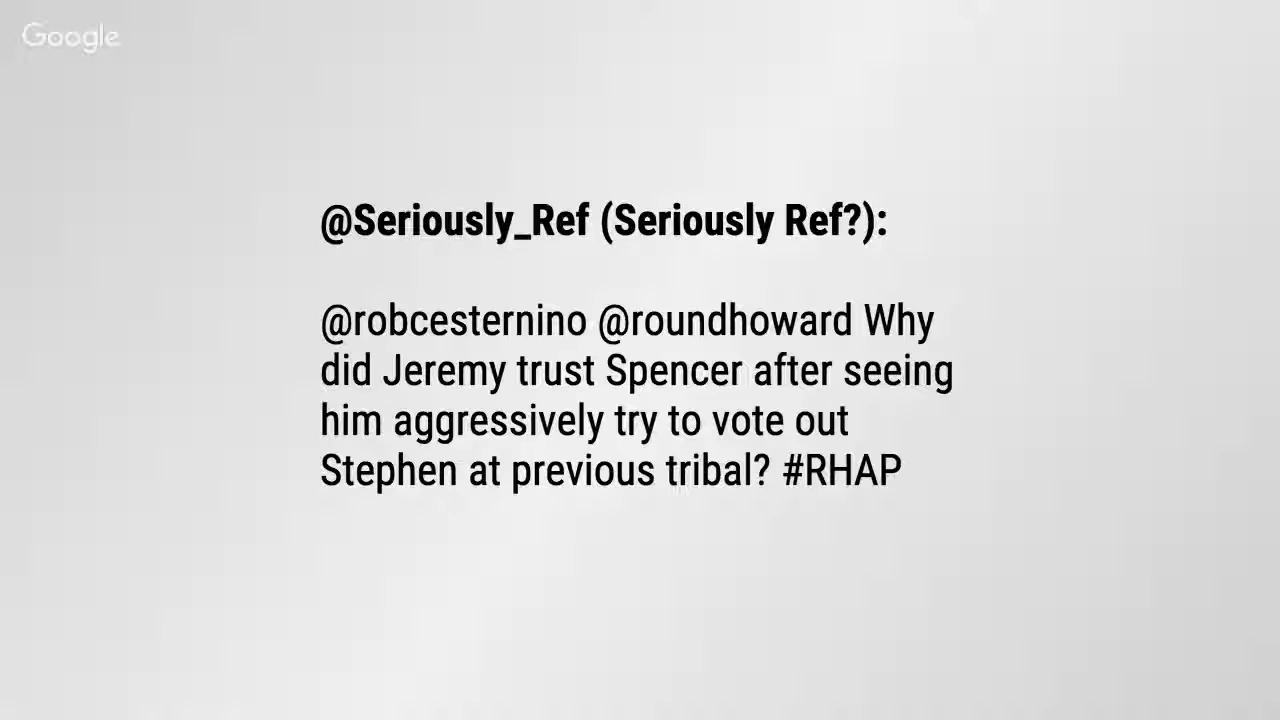 Google
@Seriously_Ref (Seriously Ref?):
@robcesternino @roundhoward Why
did Jeremy trust Spencer after seeing
him aggressively try to vote out
Stephen at previous tribal? #RHAP